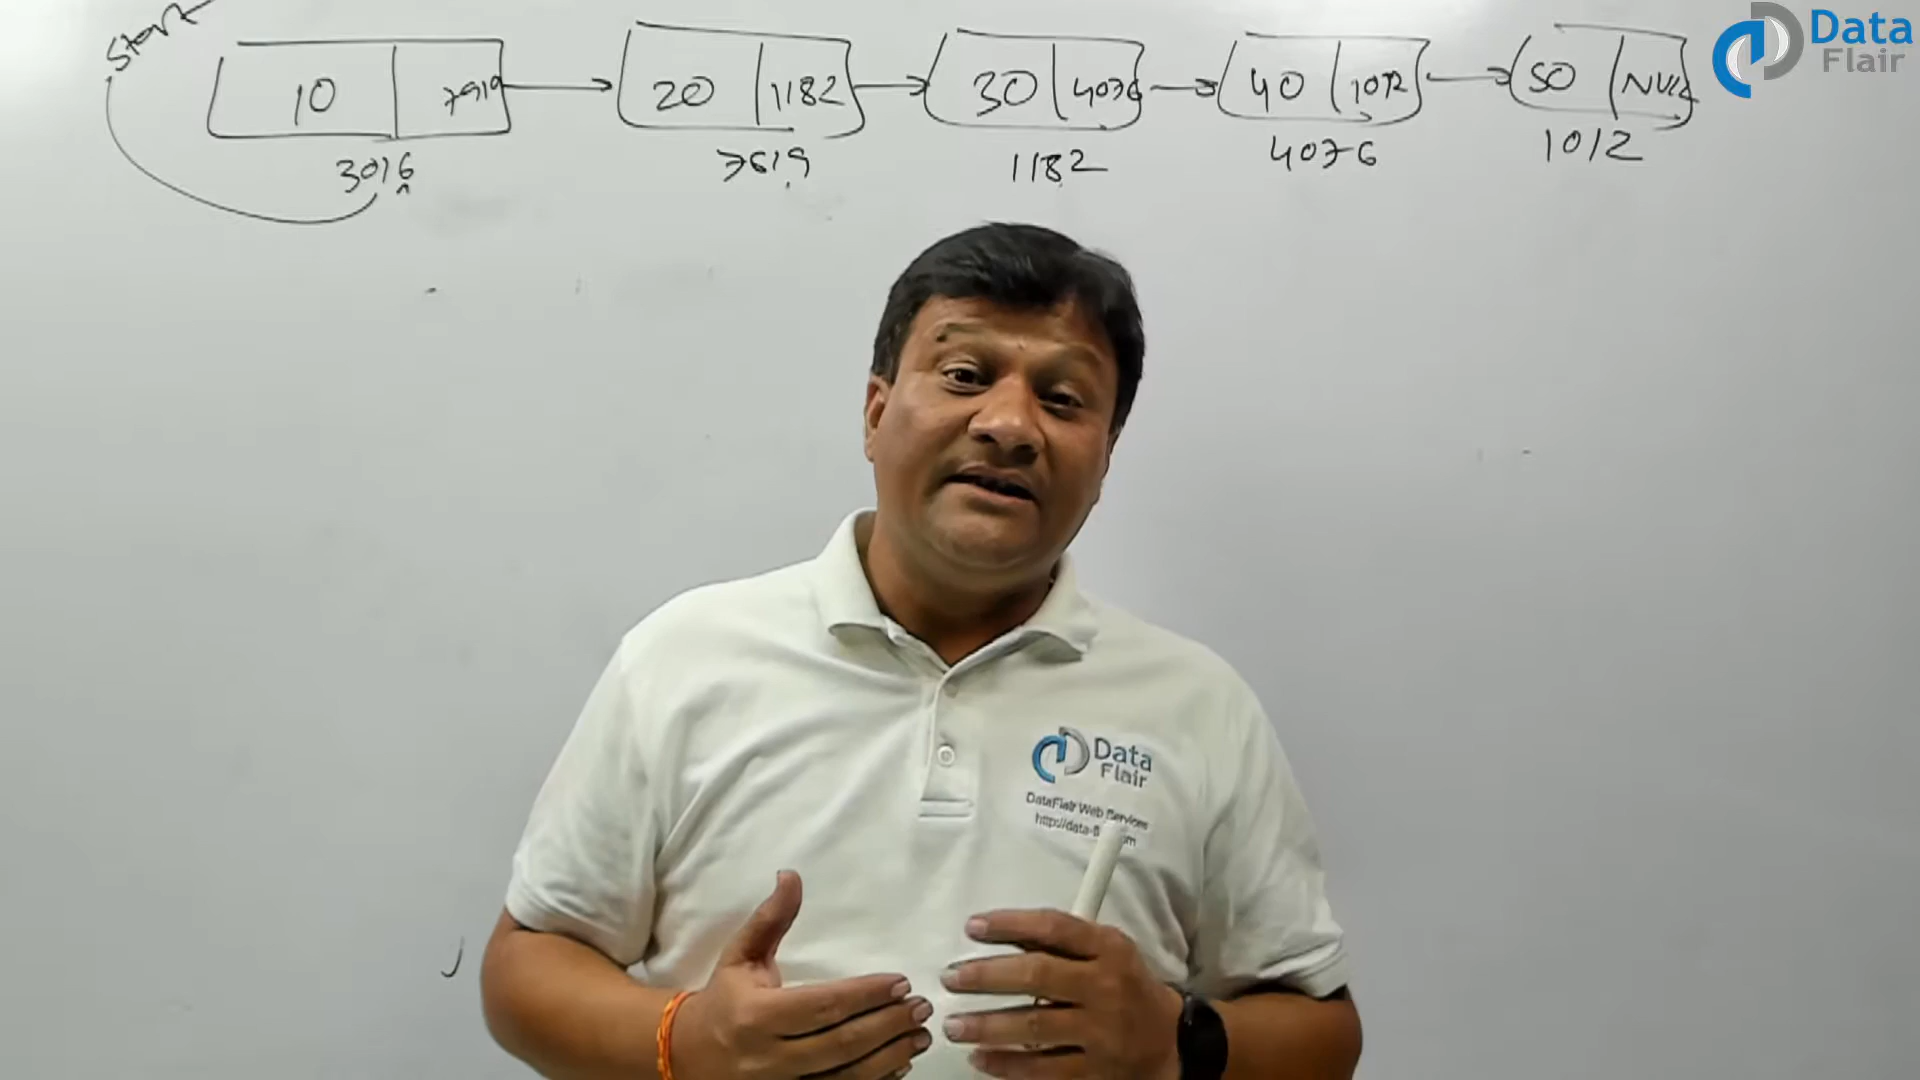 Start
10 7919 20 1182 30 4076 40 1012 50 NULL
3016 7619 1182 4076 1012
Data
Flair
Data
Flair
DataFlair Web Services